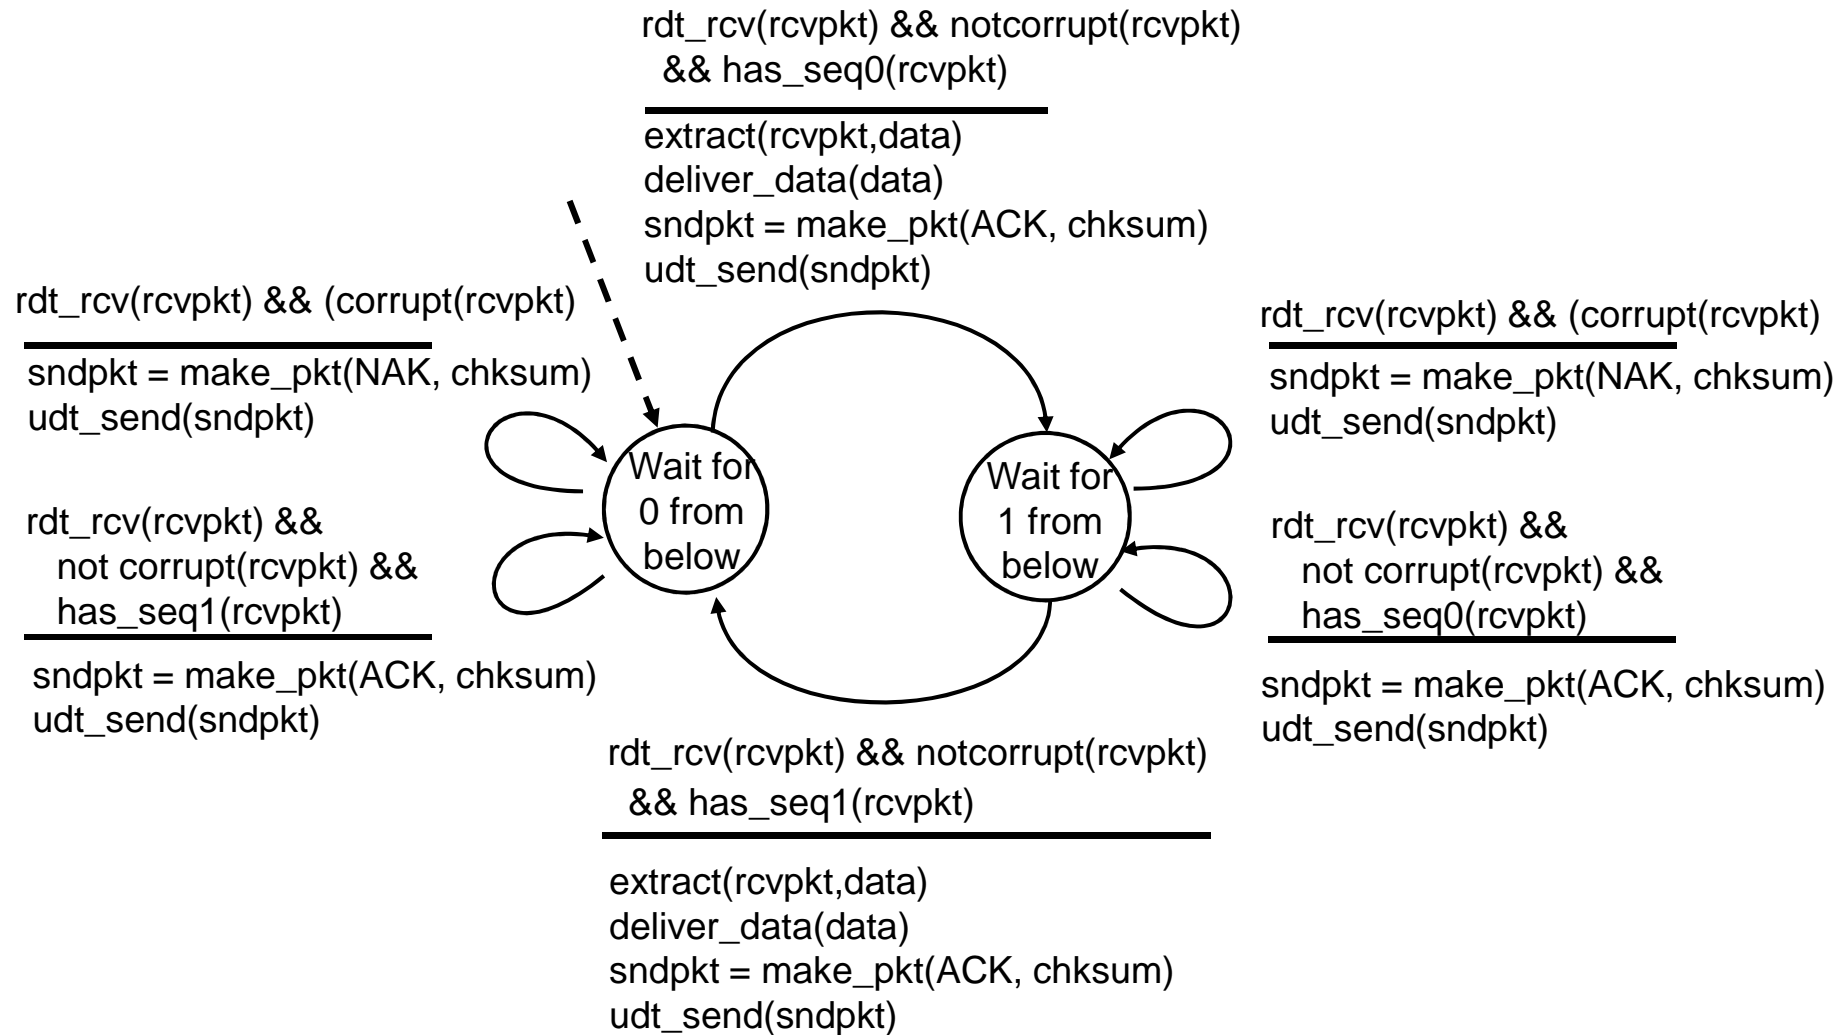 rdt_rcv(rcvpkt) && notcorrupt(rcvpkt)
&& has_seq0(rcvpkt)
extract(rcvpkt,data)
deliver_data(data)
sndpkt = make_pkt(ACK, chksum)
udt_send(sndpkt)
rdt_rcv(rcvpkt) && (corrupt(rcvpkt)
sndpkt = make_pkt(NAK, chksum)
udt_send(sndpkt)
rdt_rcv(rcvpkt) &&
not corrupt(rcvpkt) &&
has_seq1(rcvpkt)
sndpkt = make_pkt(ACK, chksum)
udt_send(sndpkt)
Wait for
0 from
below
Wait for
1 from
below
rdt_rcv(rcvpkt) && (corrupt(rcvpkt)
sndpkt = make_pkt(NAK, chksum)
udt_send(sndpkt)
rdt_rcv(rcvpkt) &&
not corrupt(rcvpkt) &&
has_seq0(rcvpkt)
sndpkt = make_pkt(ACK, chksum)
udt_send(sndpkt)
rdt_rcv(rcvpkt) && notcorrupt(rcvpkt)
&& has_seq1(rcvpkt)
extract(rcvpkt,data)
deliver_data(data)
sndpkt = make_pkt(ACK, chksum)
udt_send(sndpkt)